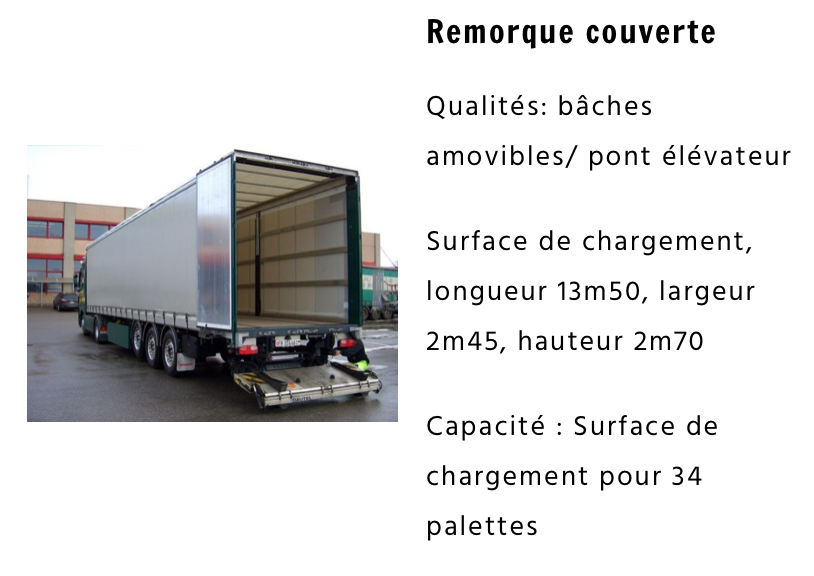 Remorque couverte
Qualités: bâches
amovibles/ pont élévateur
Surface de chargement,
longueur 13m50, largeur
2m45, hauteur 2m70
Capacité : Surface de
chargement pour 34
palettes